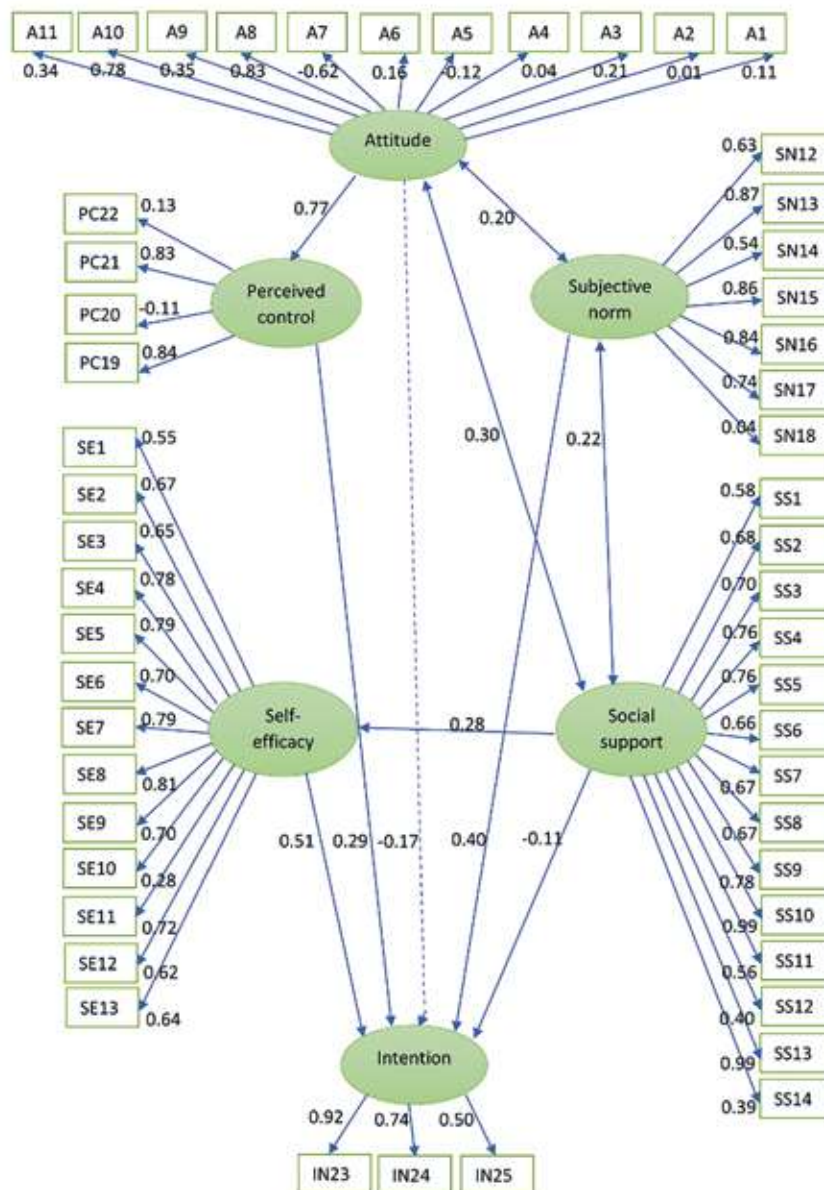 A11 A10 A9 A8 A7 A6 A5 A4 A3 A2 A1
0.34 0.78 0.35 0.83 -0.62 0.16 -0.12 0.04 0.21 0.01 0.11
Attitude
0.77
0.20
PC22 0.13
PC21 0.83
PC20 -0.11
PC19 0.84
Perceived
control
Subjective
norm
0.63 SN12
0.87 SN13
0.54 SN14
0.86 SN15
0.84 SN16
0.74 SN17
0.04 SN18
0.30
0.22
SE1 0.55
SE2 0.67
SE3 0.65
SE4 0.78
SE5 0.79
SE6 0.70
SE7 0.79
SE8
0.81
SE9
0.70
SE10
0.28
SE11
0.72
SE12
0.62
SE13
0.64
Self-
efficacy
0.28
Social
support
0.58 SS1
0.68 SS2
0.70 SS3
0.76 SS4
0.76 SS5
0.66 SS6
SS7
0.67
SS8
0.67
SS9
0.78
SS10
0.99
SS11
0.56
SS12
0.40
SS13
0.99
SS14
0.39
0.51 0.29 -0.17 0.40 -0.11
Intention
0.92 0.74 0.50
IN23 IN24 IN25